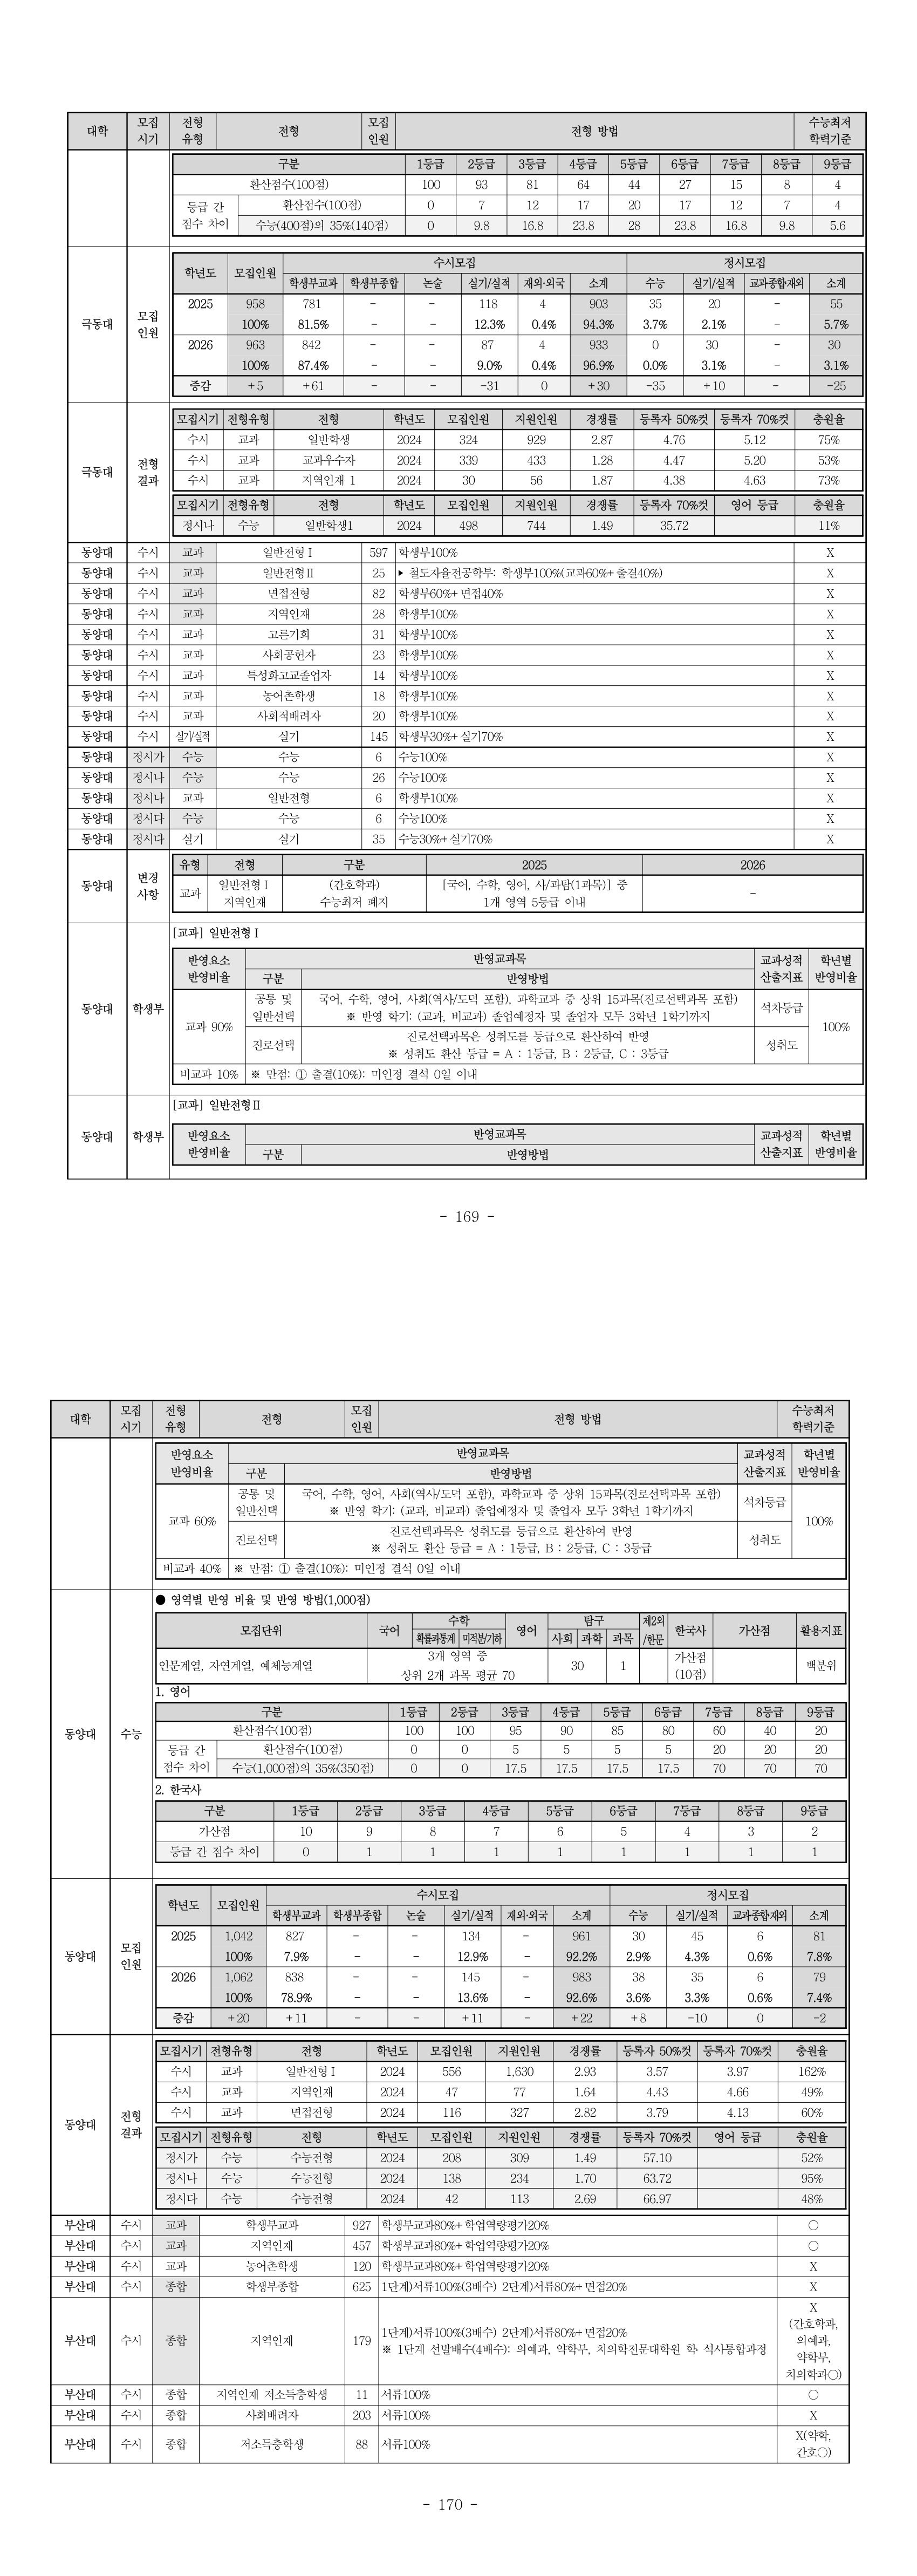 대학 모집시기 전형유형 전형 모집인원 전형 방법 수능최저학력기준
구분 1등급 2등급 3등급 4등급 5등급 6등급 7등급 8등급 9등급
환산점수(100점) 100 93 81 64 44 27 15 8 4
등급 간 점수 차이 환산점수(100점) 0 7 12 17 20 17 12 7 4
수능(400점)의 35%(140점) 0 9.8 16.8 23.8 28 23.8 16.8 9.8 5.6
극동대 모집인원
학년도 모집인원 수시모집 정시모집
학생부교과 학생부종합 논술 실기/실적 재외·외국 소계 수능 실기/실적 교과종합재외 소계
2025 958 781 - - 118 4 903 35 20 - 55
100% 81.5% - - 12.3% 0.4% 94.3% 3.7% 2.1% - 5.7%
2026 963 842 - - 87 4 933 0 30 - 30
100% 87.4% - - 9.0% 0.4% 96.9% 0.0% 3.1% - 3.1%
증감 +5 +61 - - -31 0 +30 -35 +10 - -25
극동대 전형결과
모집시기 전형유형 전형 학년도 모집인원 지원인원 경쟁률 등록자 50%컷 등록자 70%컷 충원율
수시 교과 일반학생 2024 324 929 2.87 4.76 5.12 75%
수시 교과 교과우수자 2024 339 433 1.28 4.47 5.20 53%
수시 교과 지역인재 1 2024 30 56 1.87 4.38 4.63 73%
모집시기 전형유형 전형 학년도 모집인원 지원인원 경쟁률 등록자 70%컷 영어 등급 충원율
정시나 수능 일반학생1 2024 498 744 1.49 35.72 11%
동양대 수시 교과 일반전형Ⅰ 597 학생부100% X
동양대 수시 교과 일반전형Ⅱ 25 ▶ 철도자율전공학부: 학생부100%(교과60%+출결40%) X
동양대 수시 교과 면접전형 82 학생부60%+면접40% X
동양대 수시 교과 지역인재 28 학생부100% X
동양대 수시 교과 고른기회 31 학생부100% X
동양대 수시 교과 사회공헌자 23 학생부100% X
동양대 수시 교과 특성화고교졸업자 14 학생부100% X
동양대 수시 교과 농어촌학생 18 학생부100% X
동양대 수시 교과 사회적배려자 20 학생부100% X
동양대 수시 실기/실적 실기 145 학생부30%+실기70% X
동양대 정시가 수능 수능 6 수능100% X
동양대 정시나 수능 수능 26 수능100% X
동양대 정시나 교과 일반전형 6 학생부100% X
동양대 정시다 수능 수능 6 수능100% X
동양대 정시다 실기 실기 35 수능30%+실기70% X
동양대 변경사항
유형 전형 구분 2025 2026
교과 일반전형Ⅰ 지역인재 (간호학과) 수능최저 폐지 [국어, 수학, 영어, 사/과탐(1과목)] 중 1개 영역 5등급 이내 -
동양대 학생부
[교과] 일반전형Ⅰ
반영요소 반영비율 반영교과목 교과성적 산출지표 학년별 반영비율
구분 반영방법
교과 90% 공통 및 일반선택 국어, 수학, 영어, 사회(역사/도덕 포함), 과학교과 중 상위 15과목(진로선택과목 포함) 석차등급 100%
※ 반영 학기: (교과, 비교과) 졸업예정자 및 졸업자 모두 3학년 1학기까지
진로선택 진로선택과목은 성취도를 등급으로 환산하여 반영 성취도
※ 성취도 환산 등급 = A : 1등급, B : 2등급, C : 3등급
비교과 10% ※ 만점: ① 출결(10%): 미인정 결석 0일 이내
동양대 학생부
[교과] 일반전형Ⅱ
반영요소 반영비율 반영교과목 교과성적 산출지표 학년별 반영비율
구분 반영방법
- 169 -
대학 모집시기 전형유형 전형 모집인원 전형 방법 수능최저학력기준
반영요소 반영비율 반영교과목 교과성적 산출지표 학년별 반영비율
구분 반영방법
교과 60% 공통 및 일반선택 국어, 수학, 영어, 사회(역사/도덕 포함), 과학교과 중 상위 15과목(진로선택과목 포함) 석차등급 100%
※ 반영 학기: (교과, 비교과) 졸업예정자 및 졸업자 모두 3학년 1학기까지
진로선택 진로선택과목은 성취도를 등급으로 환산하여 반영 성취도
※ 성취도 환산 등급 = A : 1등급, B : 2등급, C : 3등급
비교과 40% ※ 만점: ① 출결(10%): 미인정 결석 0일 이내
동양대 수능
● 영역별 반영 비율 및 반영 방법(1,000점)
모집단위 국어 수학 영어 탐구 제2외/한문 한국사 가산점 활용지표
확률과통계 미적분/기하 사회 과학 과목
인문계열, 자연계열, 예체능계열 3개 영역 중 상위 2개 과목 평균 70 30 1 가산점(10점) 백분위
1. 영어
구분 1등급 2등급 3등급 4등급 5등급 6등급 7등급 8등급 9등급
환산점수(100점) 100 100 95 90 85 80 60 40 20
등급 간 점수 차이 환산점수(100점) 0 0 5 5 5 5 20 20 20
수능(1,000점)의 35%(350점) 0 0 17.5 17.5 17.5 17.5 70 70 70
2. 한국사
구분 1등급 2등급 3등급 4등급 5등급 6등급 7등급 8등급 9등급
가산점 10 9 8 7 6 5 4 3 2
등급 간 점수 차이 0 1 1 1 1 1 1 1 1
동양대 모집인원
학년도 모집인원 수시모집 정시모집
학생부교과 학생부종합 논술 실기/실적 재외·외국 소계 수능 실기/실적 교과종합재외 소계
2025 1,042 827 - - 134 - 961 30 45 6 81
100% 7.9% - - 12.9% - 92.2% 2.9% 4.3% 0.6% 7.8%
2026 1,062 838 - - 145 - 983 38 35 6 79
100% 78.9% - - 13.6% - 92.6% 3.6% 3.3% 0.6% 7.4%
증감 +20 +11 - - +11 - +22 +8 -10 0 -2
동양대 전형결과
모집시기 전형유형 전형 학년도 모집인원 지원인원 경쟁률 등록자 50%컷 등록자 70%컷 충원율
수시 교과 일반전형Ⅰ 2024 556 1,630 2.93 3.57 3.97 162%
수시 교과 지역인재 2024 47 77 1.64 4.43 4.66 49%
수시 교과 면접전형 2024 116 327 2.82 3.79 4.13 60%
모집시기 전형유형 전형 학년도 모집인원 지원인원 경쟁률 등록자 70%컷 영어 등급 충원율
정시가 수능 수능전형 2024 208 309 1.49 57.10 52%
정시나 수능 수능전형 2024 138 234 1.70 63.72 95%
정시다 수능 수능전형 2024 42 113 2.69 66.97 48%
부산대 수시 교과 학생부교과 927 학생부교과80%+학업역량평가20% ○
부산대 수시 교과 지역인재 457 학생부교과80%+학업역량평가20% ○
부산대 수시 교과 농어촌학생 120 학생부교과80%+학업역량평가20% X
부산대 수시 종합 학생부종합 625 1단계)서류100%(3배수) 2단계)서류80%+면접20% X
부산대 수시 종합 지역인재 179 1단계)서류100%(3배수) 2단계)서류80%+면접20%
※ 1단계 선발배수(4배수): 의예과, 약학부, 치의학전문대학원 학·석사통합과정
X (간호학과, 의예과, 약학부, 치의학과○)
부산대 수시 종합 지역인재 저소득층학생 11 서류100% ○
부산대 수시 종합 사회배려자 203 서류100% X
부산대 수시 종합 저소득층학생 88 서류100% X(약학, 간호○)
- 170 -